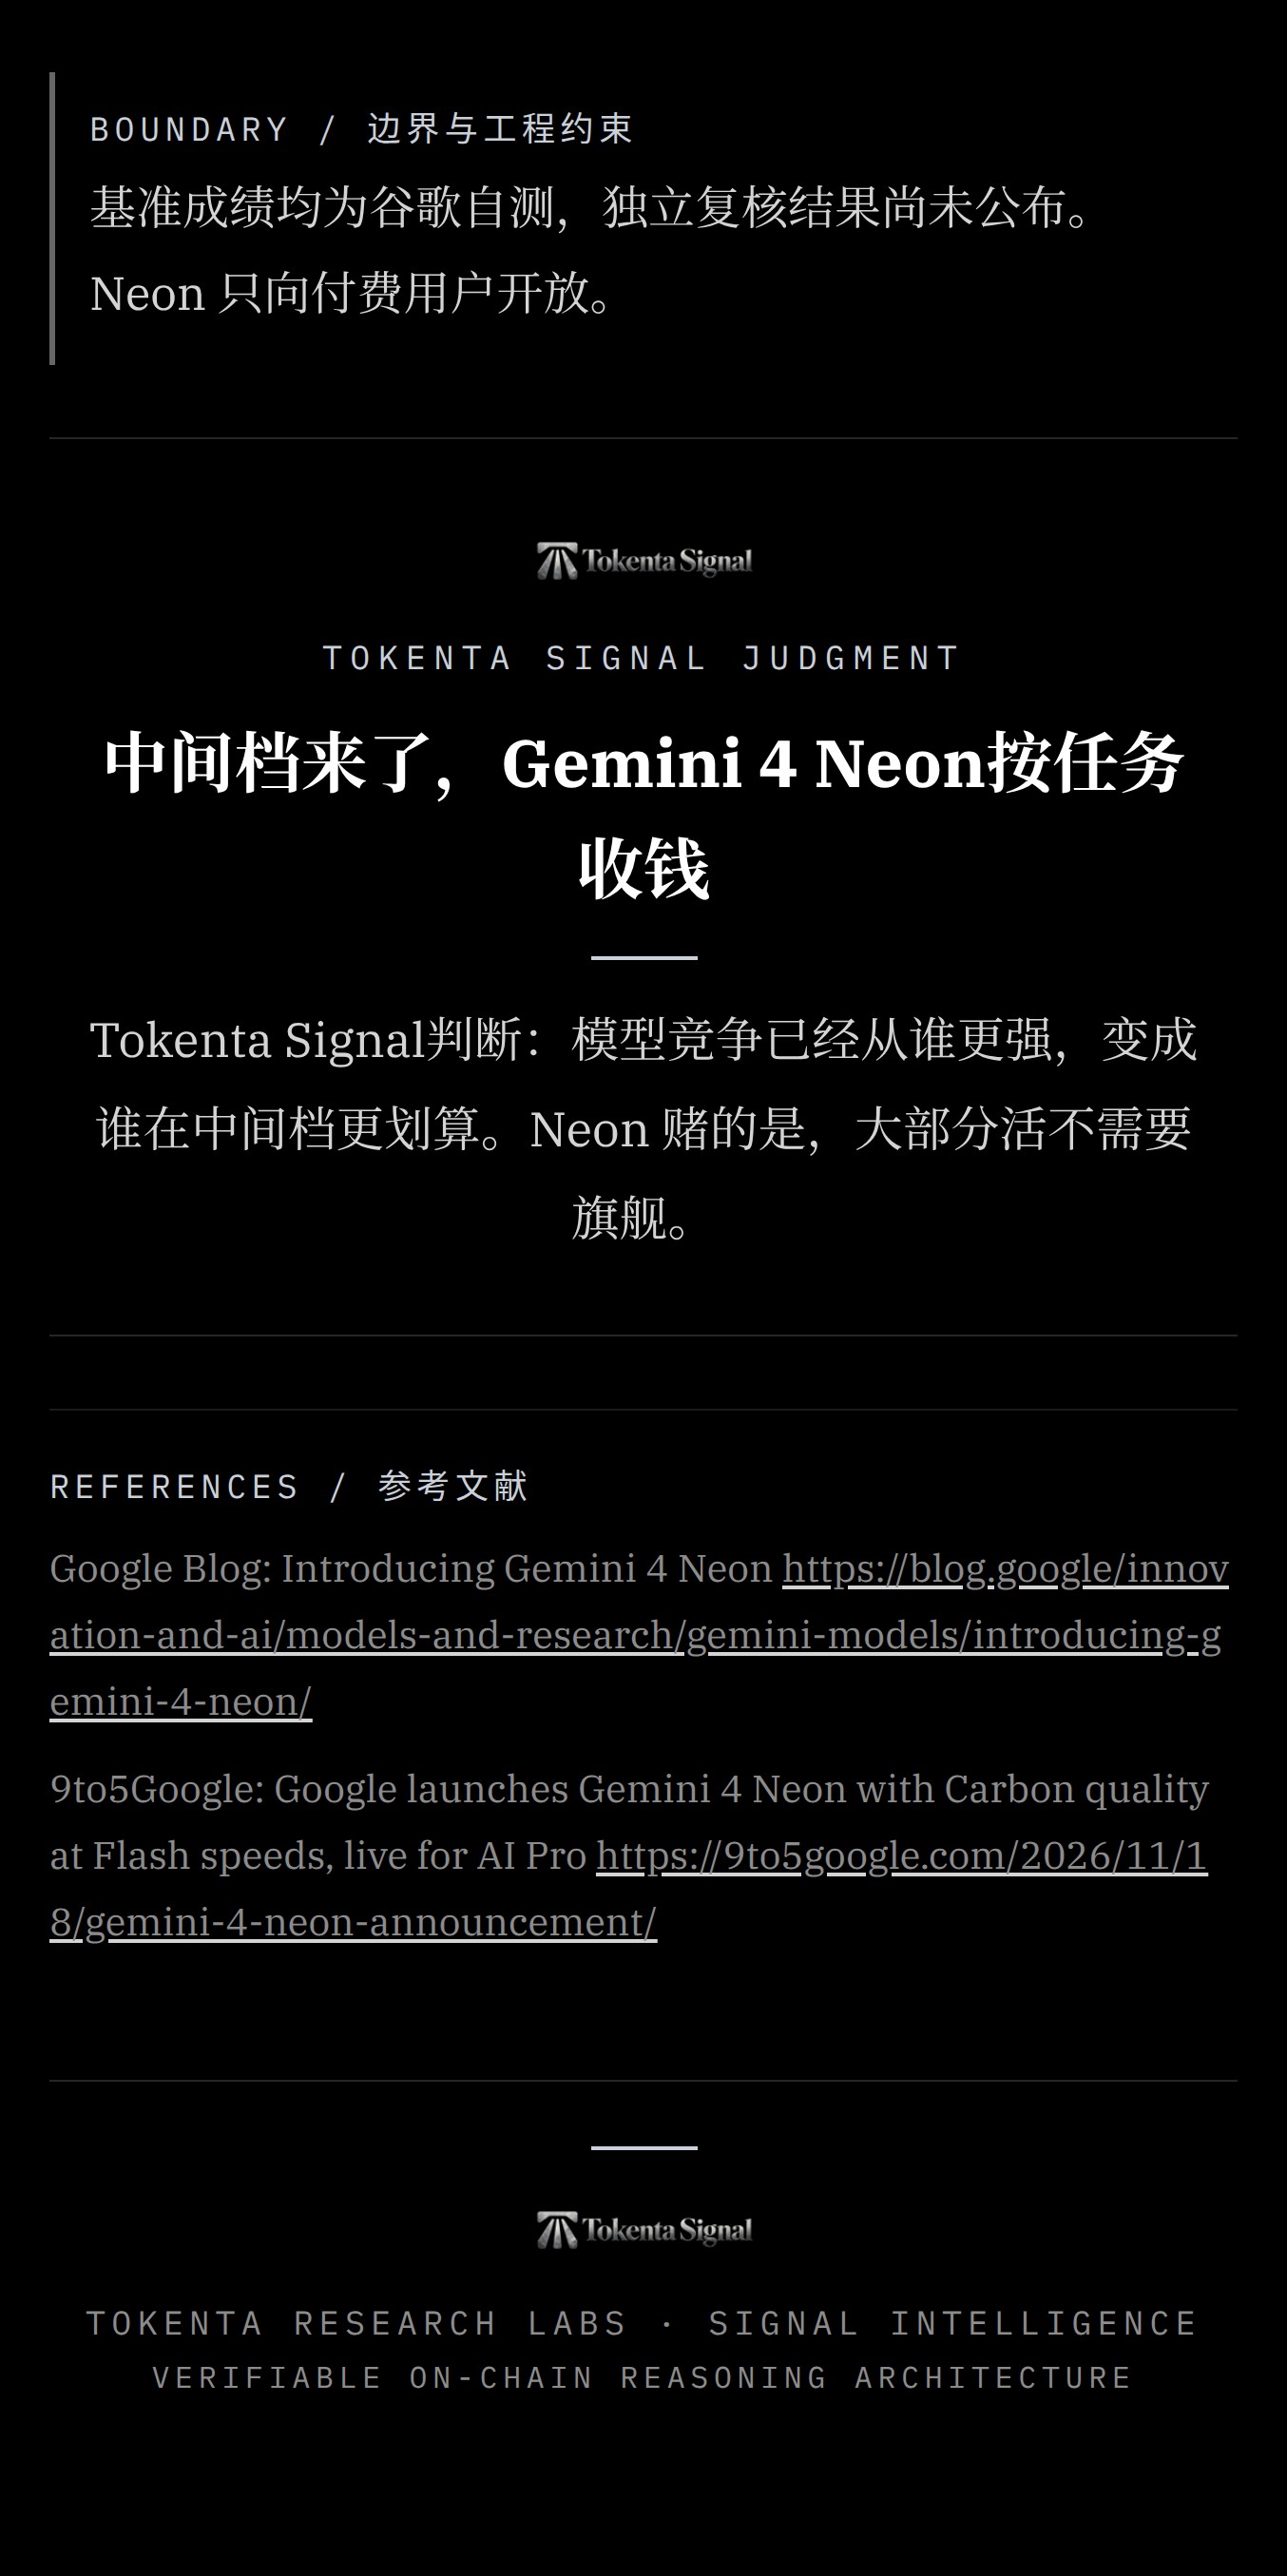 BOUNDARY / 边界与工程约束
基准成绩均为谷歌自测，独立复核结果尚未公布。
Neon 只向付费用户开放。
Tokenta Signal
TOKENTA SIGNAL JUDGMENT
中间档来了，Gemini 4 Neon按任务
收钱
Tokenta Signal判断：模型竞争已经从谁更强，变成
谁在中间档更划算。Neon 赌的是，大部分活不需要
旗舰。
REFERENCES / 参考文献
Google Blog: Introducing Gemini 4 Neon https://blog.google/innov
ation-and-ai/models-and-research/gemini-models/introducing-g
emini-4-neon/
9to5Google: Google launches Gemini 4 Neon with Carbon quality
at Flash speeds, live for AI Pro https://9to5google.com/2026/11/1
8/gemini-4-neon-announcement/
Tokenta Signal
TOKENTA RESEARCH LABS · SIGNAL INTELLIGENCE
VERIFIABLE ON-CHAIN REASONING ARCHITECTURE